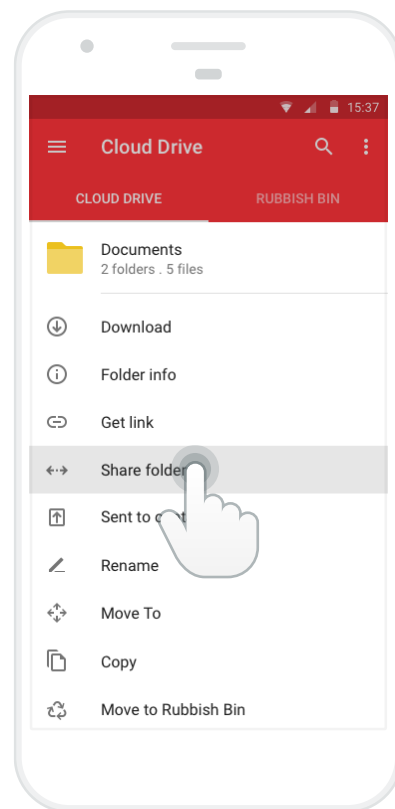 15:37
Cloud Drive
CLOUD DRIVE RUBBISH BIN
Documents
2 folders . 5 files
Download
Folder info
Get link
Share folder
Sent to
Rename
Move To
Copy
Move to Rubbish Bin